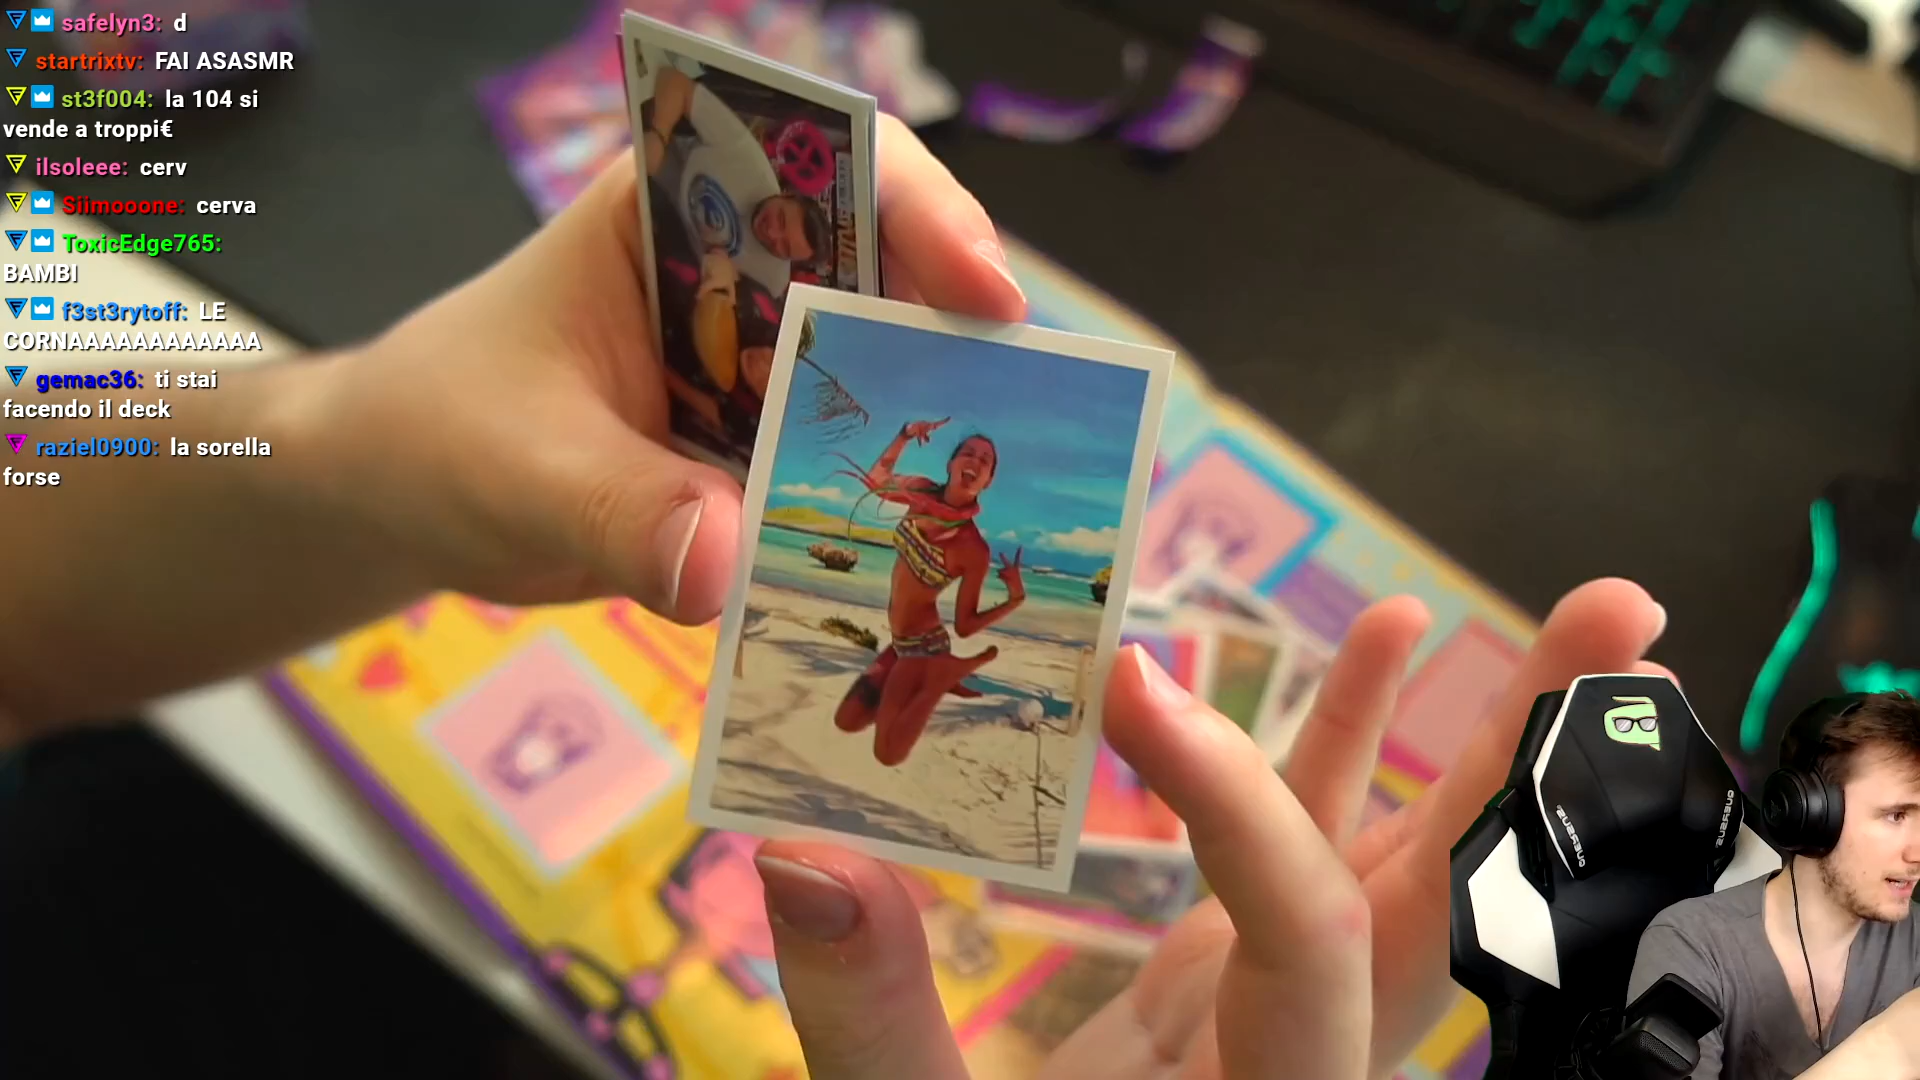 safelyn3: d
startrixtv: FAI ASASMR
st3f004: la 104 si
vende a troppi€
ilsoleee: cerv
Siimooone: cerva
ToxicEdge765:
BAMBI
f3st3rytoff: LE
CORNAAAAAAAAAAAA
gemac36: ti stai
facendo il deck
raziel0900: la sorella
forse